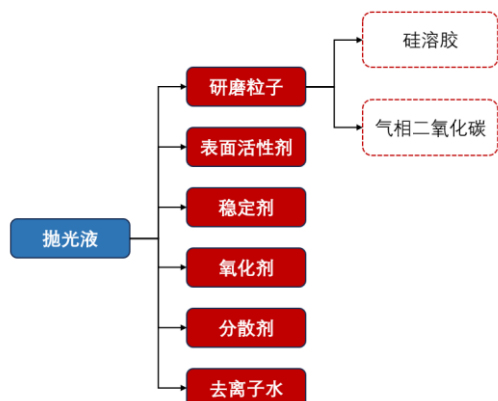 硅溶胶
研磨粒子
气相二氧化碳
表面活性剂
稳定剂
抛光液
氧化剂
分散剂
去离子水